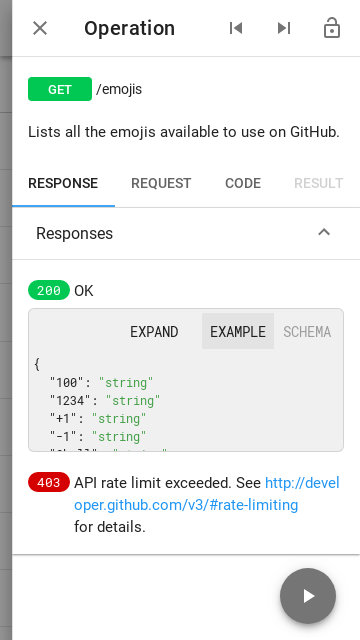 Operation
GET /emojis
Lists all the emojis available to use on GitHub.
RESPONSE REQUEST CODE RESULT
Responses
200 OK
EXPAND EXAMPLE SCHEMA
{
"100": "string"
"1234": "string"
"+1": "string"
"-1": "string"
403 API rate limit exceeded. See http://devel
oper.github.com/v3/#rate-limiting
for details.